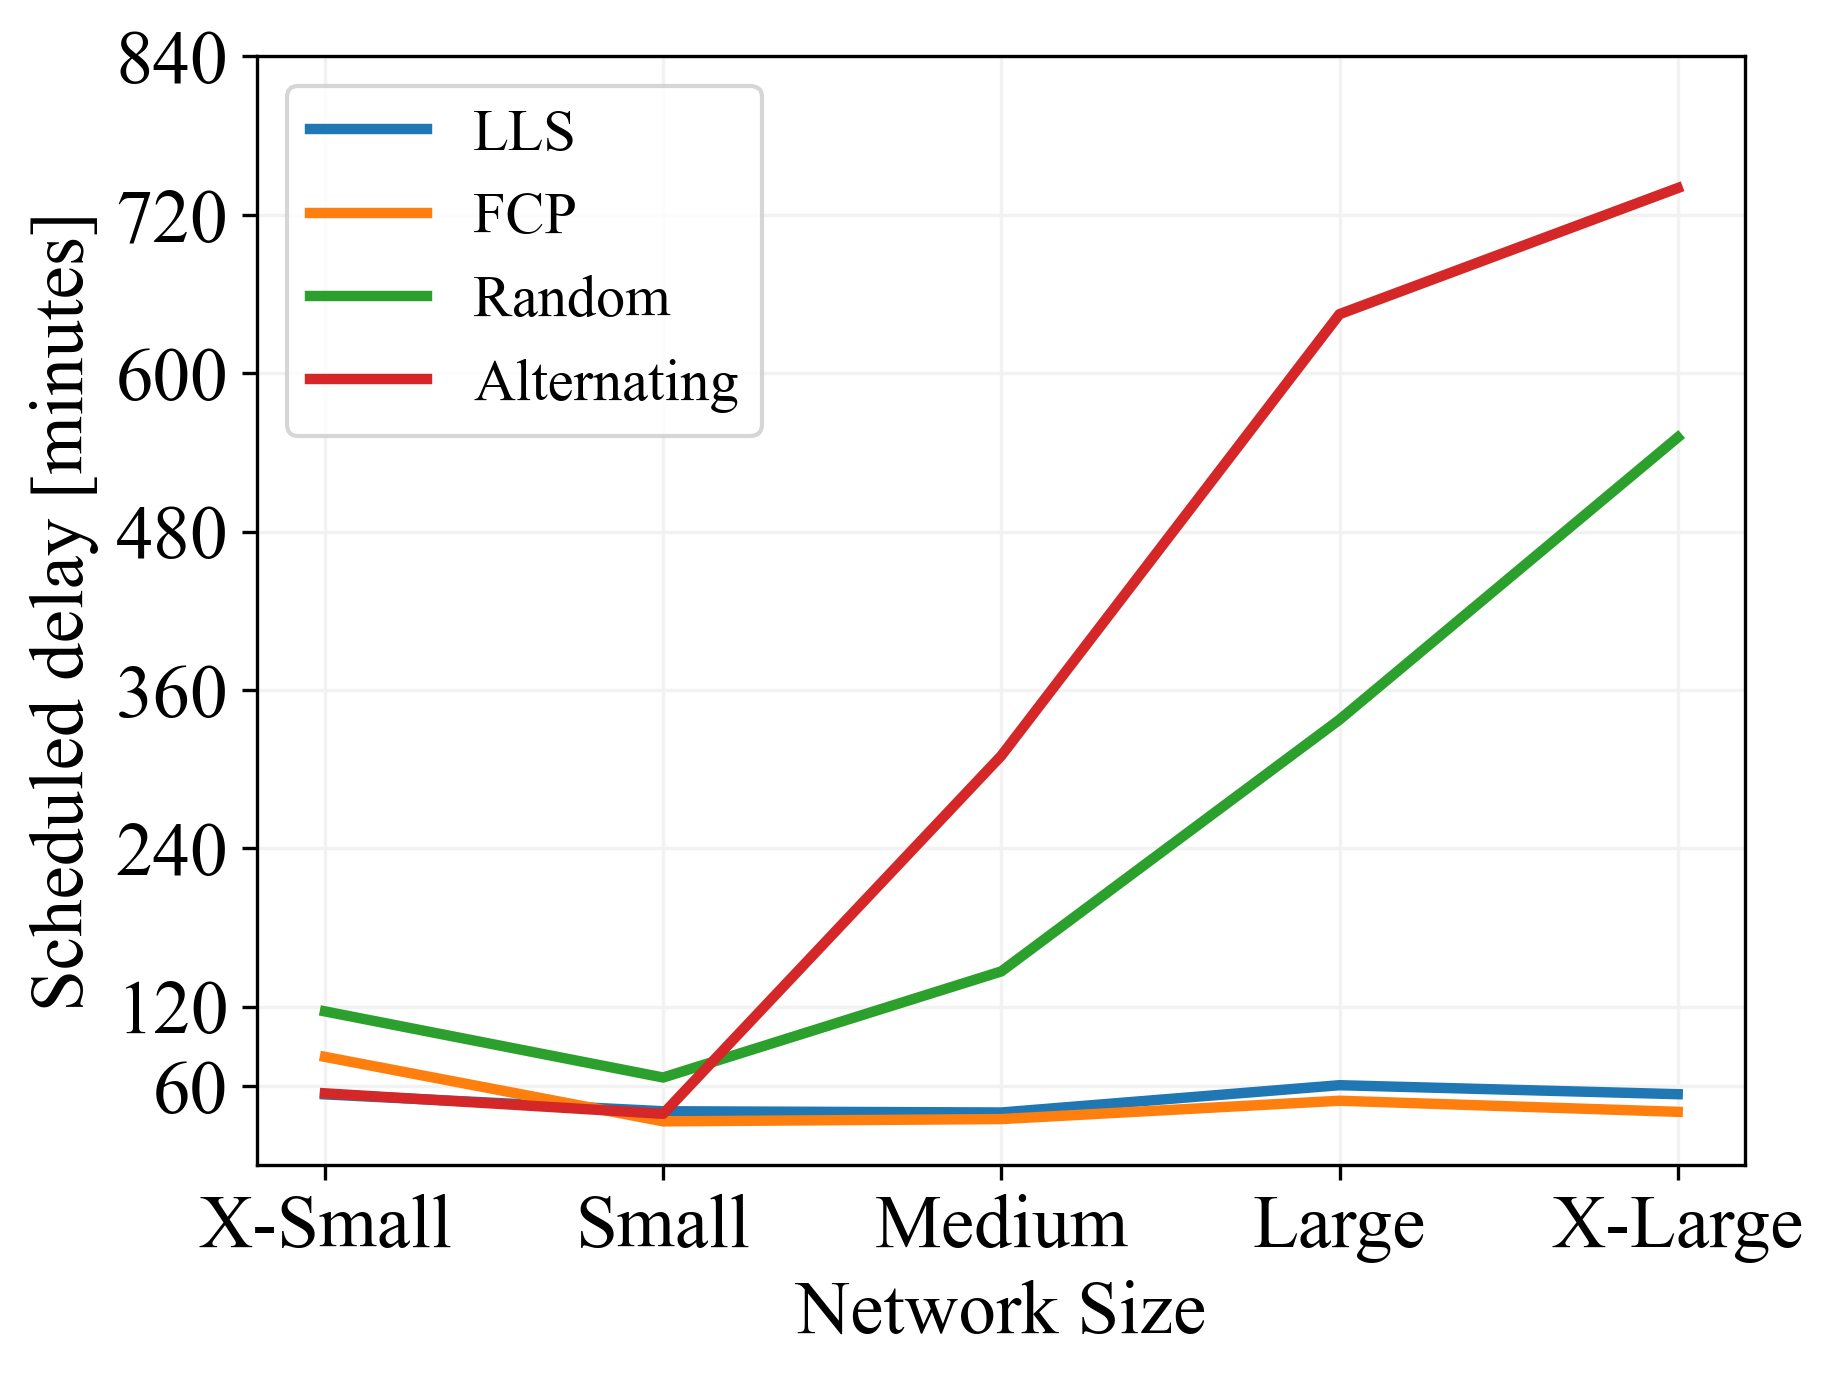 840
720
600
480
360
240
120
60
Scheduled delay [minutes]
LLS
FCP
Random
Alternating
X-Small Small Medium Large X-Large
Network Size